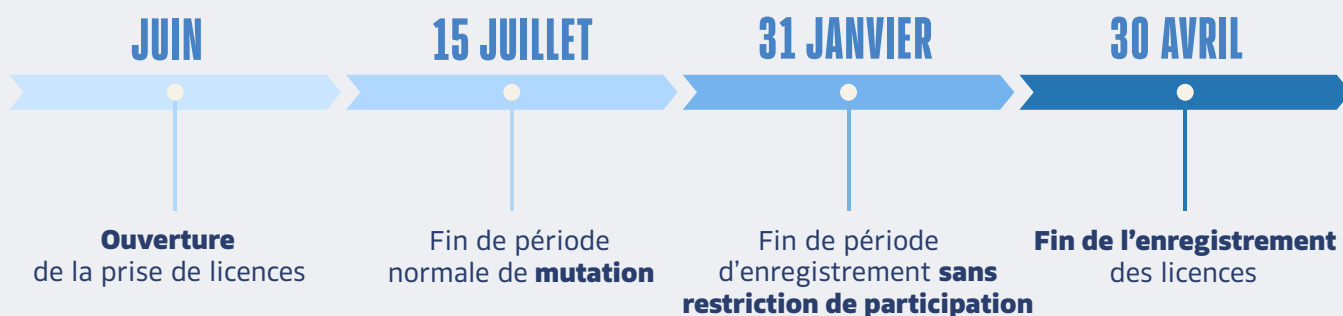 JUIN
15 JUILLET
31 JANVIER
30 AVRIL
Ouverture
de la prise de licences
Fin de période
normale de mutation
Fin de période
d'enregistrement sans
restriction de participation
Fin de l'enregistrement
des licences